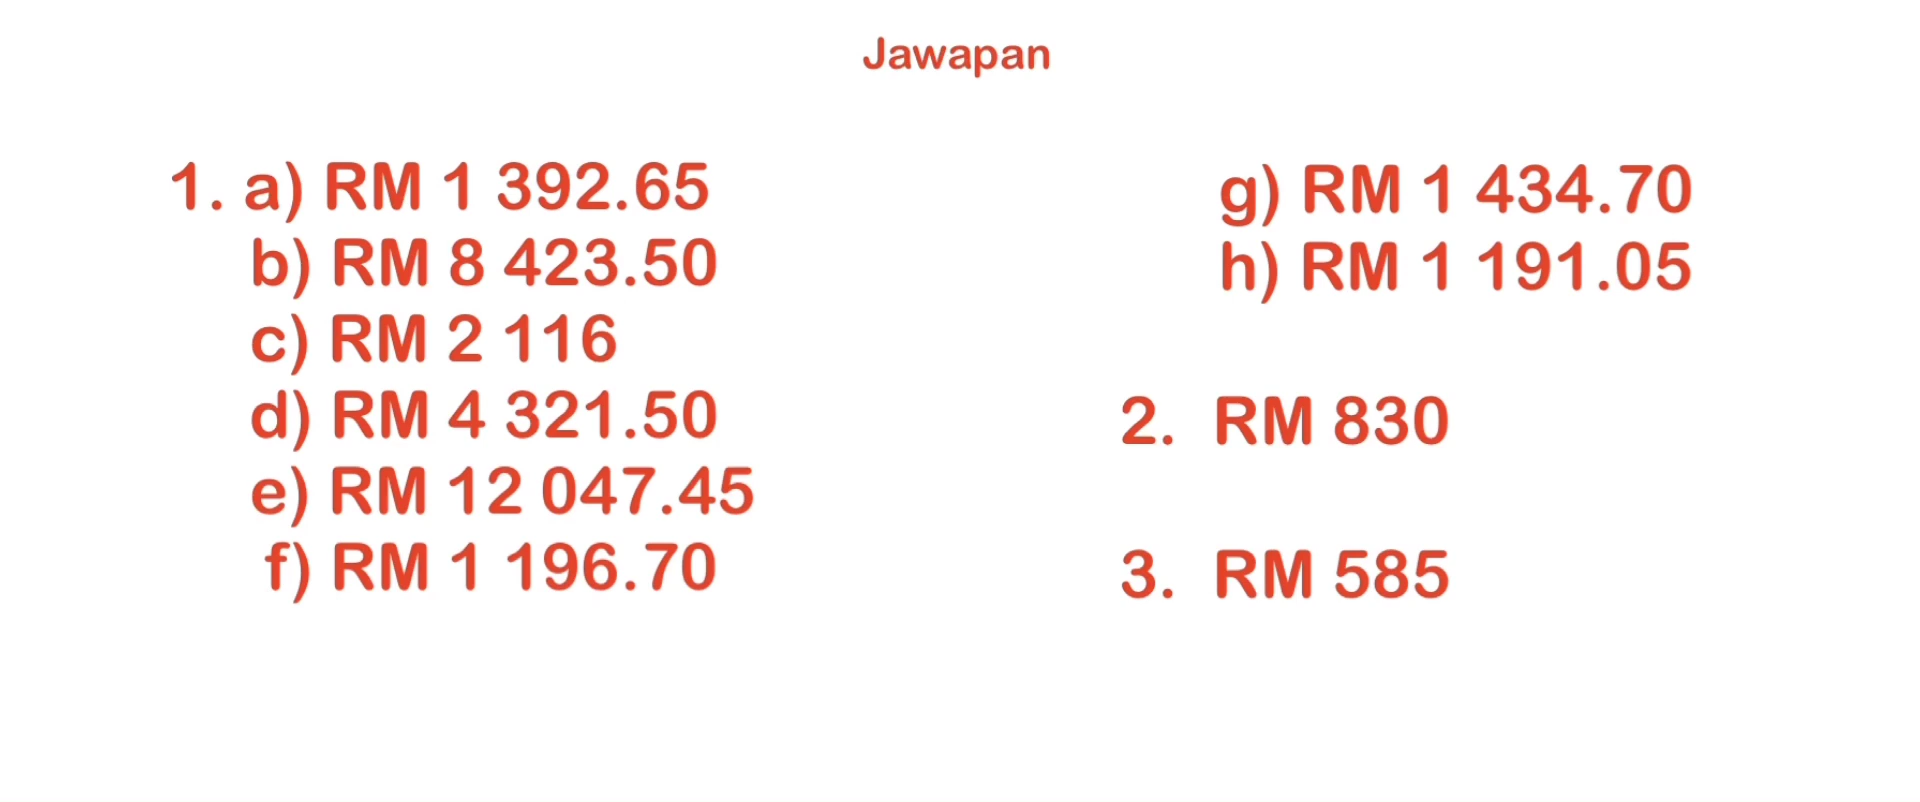 Jawapan
1. a) RM 1 392.65
b) RM 8 423.50
c) RM 2 116
d) RM 4 321.50
e) RM 12 047.45
f) RM 1 196.70
g) RM 1 434.70
h) RM 1 191.05
2. RM 830
3. RM 585